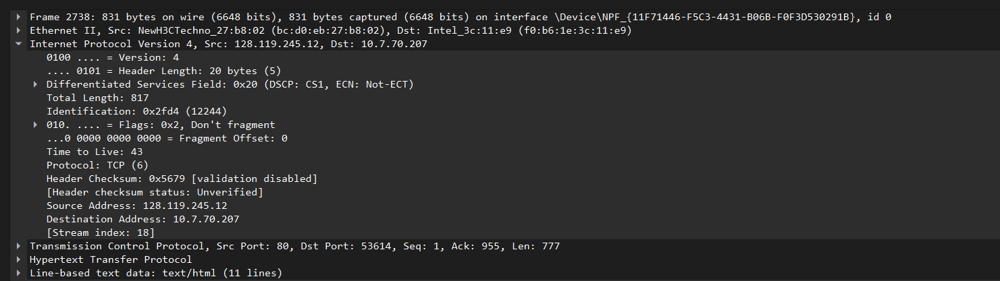 Frame 2738: 831 bytes on wire (6648 bits), 831 bytes captured (6648 bits) on interface \Device\NPF_{11F71446-F5C3-4431-B06B-F0F3D530291B}, id 0
Ethernet II, Src: NewH3CTechno_27:b8:02 (bc:d0:eb:27:b8:02), Dst: Intel_3c:11:e9 (f0:b6:1e:3c:11:e9)
Internet Protocol Version 4, Src: 128.119.245.12, Dst: 10.7.70.207
0100 .... = Version: 4
.... 0101 = Header Length: 20 bytes (5)
Differentiated Services Field: 0x20 (DSCP: CS1, ECN: Not-ECT)
Total Length: 817
Identification: 0x2fd4 (12244)
010. .... = Flags: 0x2, Don't fragment
...0 0000 0000 0000 = Fragment Offset: 0
Time to Live: 43
Protocol: TCP (6)
Header Checksum: 0x5679 [validation disabled]
[Header checksum status: Unverified]
Source Address: 128.119.245.12
Destination Address: 10.7.70.207
[Stream index: 18]
Transmission Control Protocol, Src Port: 80, Dst Port: 53614, Seq: 1, Ack: 955, Len: 777
Hypertext Transfer Protocol
Line-based text data: text/html (11 lines)